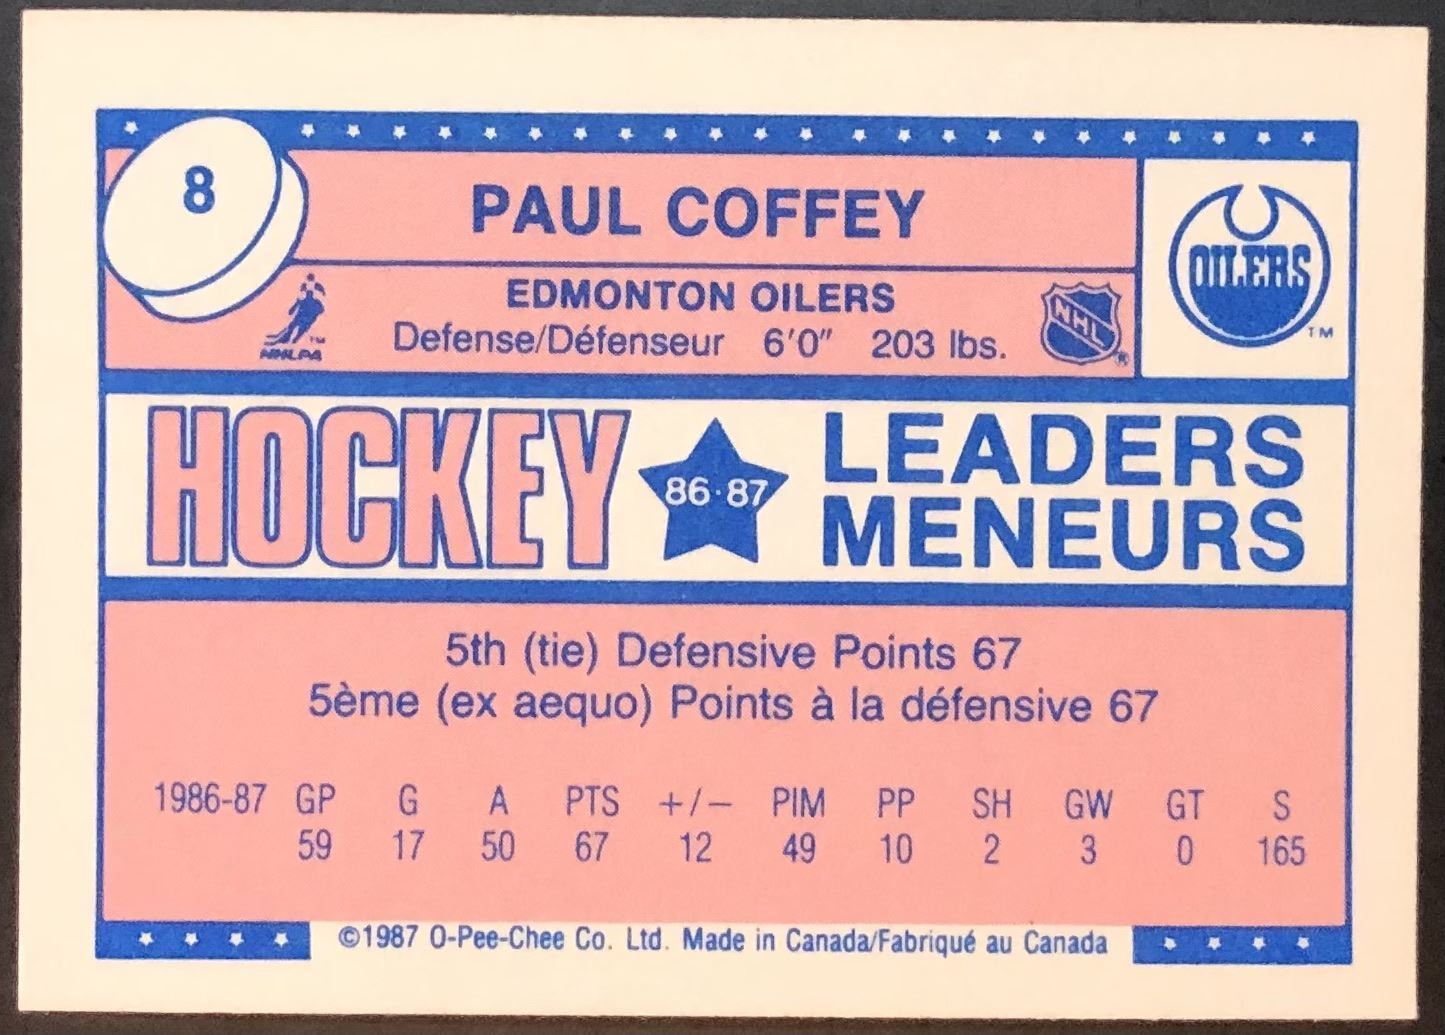 8
PAUL COFFEY
EDMONTON OILERS
Defense/Défenseur 6'0" 203 lbs.
NHLPA
TM
NHL
®
OILERS
TM
HOCKEY 86·87 LEADERS
MENEURS
5th (tie) Defensive Points 67
5ème (ex aequo) Points à la défensive 67
1986-87 GP G A PTS +/− PIM PP SH GW GT S
59 17 50 67 12 49 10 2 3 0 165
©1987 O-Pee-Chee Co. Ltd. Made in Canada/Fabriqué au Canada